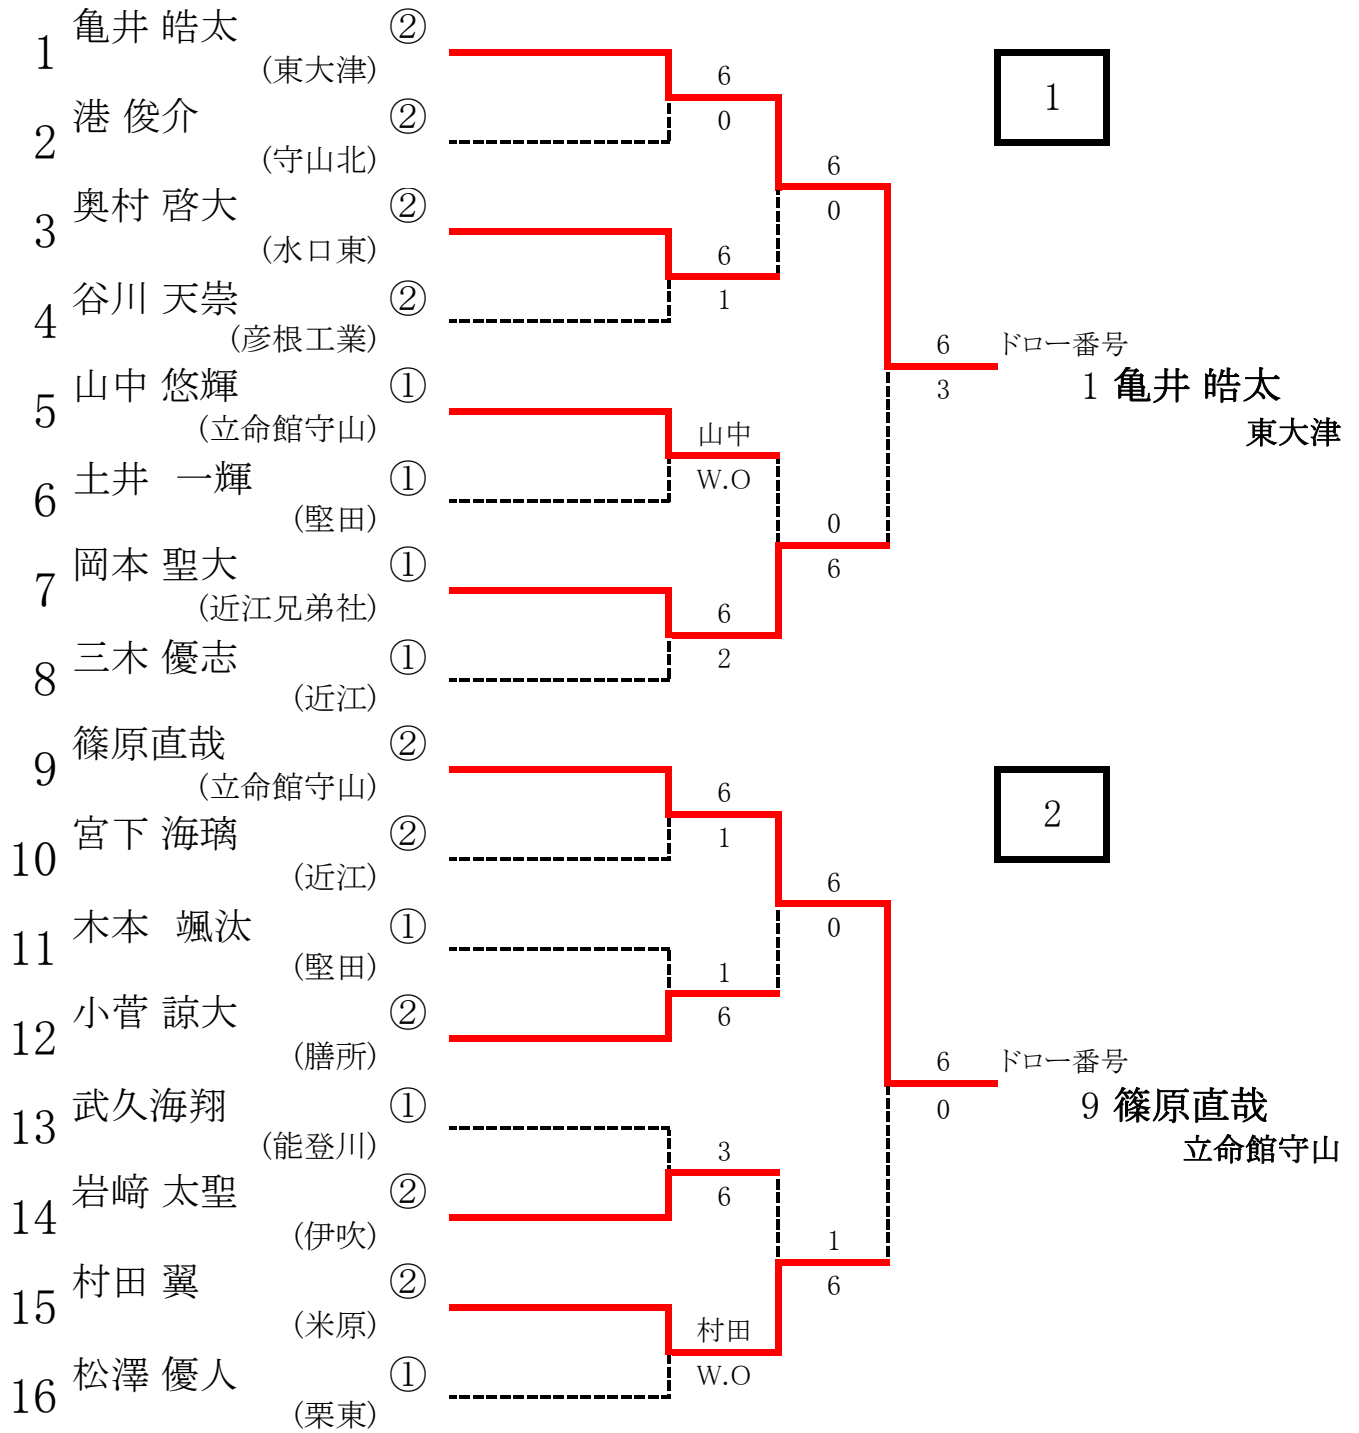 1 亀井 皓太 ②
(東大津)
2 港 俊介 ②
(守山北)
3 奥村 啓大 ②
(水口東)
4 谷川 天崇 ②
(彦根工業)
5 山中 悠輝 ①
(立命館守山)
6 土井 一輝 ①
(堅田)
7 岡本 聖大 ①
(近江兄弟社)
8 三木 優志 ①
(近江)
9 篠原直哉 ②
(立命館守山)
10 宮下 海璃 ②
(近江)
11 木本 颯汰 ①
(堅田)
12 小菅 諒大 ②
(膳所)
13 武久海翔 ①
(能登川)
14 岩﨑 太聖 ②
(伊吹)
15 村田 翼 ②
(米原)
16 松澤 優人 ①
(栗東)
6
0
6
1
山中
W.O
6
2
6
1
1
6
3
6
村田
W.O
6
0
0
6
6
0
1
6
6
3
6
0
1
ドロー番号
1 亀井 皓太
東大津
2
ドロー番号
9 篠原直哉
立命館守山